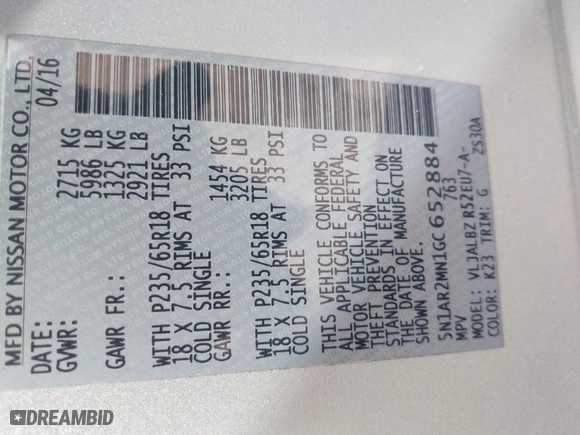 MFD BY NISSAN MOTOR CO., LTD.
DATE: 04/16
GVWR: 2715 KG
5986 LB
GAWR FR.: 1325 KG
2921 LB
WITH P235/65R18 TIRES
18 X 7.5 RIMS AT 33 PSI
COLD SINGLE
GAWR RR.: 1454 KG
3205 LB
WITH P235/65R18 TIRES
18 X 7.5 RIMS AT 33 PSI
COLD SINGLE
THIS VEHICLE CONFORMS TO
ALL APPLICABLE FEDERAL
MOTOR VEHICLE SAFETY AND
THEFT PREVENTION
STANDARDS IN EFFECT ON
THE DATE OF MANUFACTURE
SHOWN ABOVE.
5N1AR2MN1GC652884
MPV 763
MODEL: VLJALBZ R52EU7-A-
COLOR: K23 TRIM: G ZS30A
DREAMBID